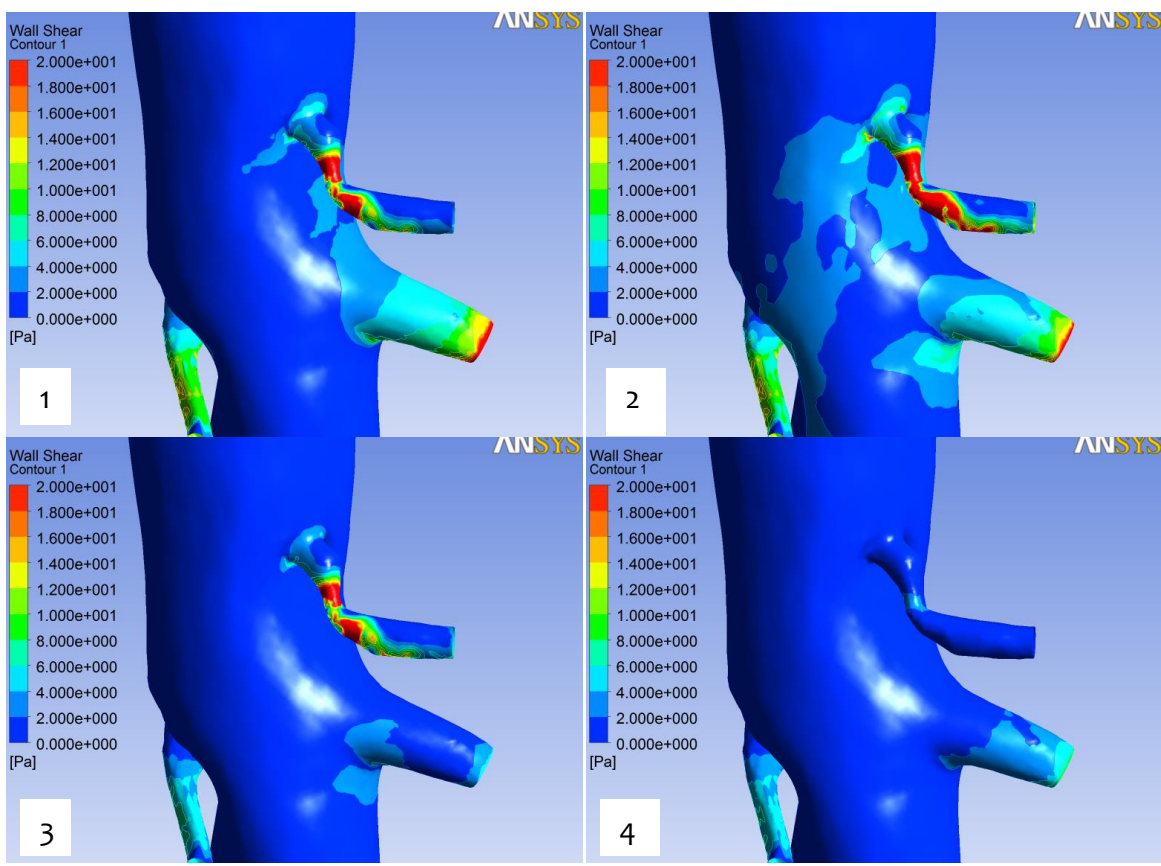 ANSYS
Wall Shear
Contour 1
2.000e+001
1.800e+001
1.600e+001
1.400e+001
1.200e+001
1.000e+001
8.000e+000
6.000e+000
4.000e+000
2.000e+000
0.000e+000
[Pa]
1
ANSYS
Wall Shear
Contour 1
2.000e+001
1.800e+001
1.600e+001
1.400e+001
1.200e+001
1.000e+001
8.000e+000
6.000e+000
4.000e+000
2.000e+000
0.000e+000
[Pa]
2
ANSYS
Wall Shear
Contour 1
2.000e+001
1.800e+001
1.600e+001
1.400e+001
1.200e+001
1.000e+001
8.000e+000
6.000e+000
4.000e+000
2.000e+000
0.000e+000
[Pa]
3
ANSYS
Wall Shear
Contour 1
2.000e+001
1.800e+001
1.600e+001
1.400e+001
1.200e+001
1.000e+001
8.000e+000
6.000e+000
4.000e+000
2.000e+000
0.000e+000
[Pa]
4